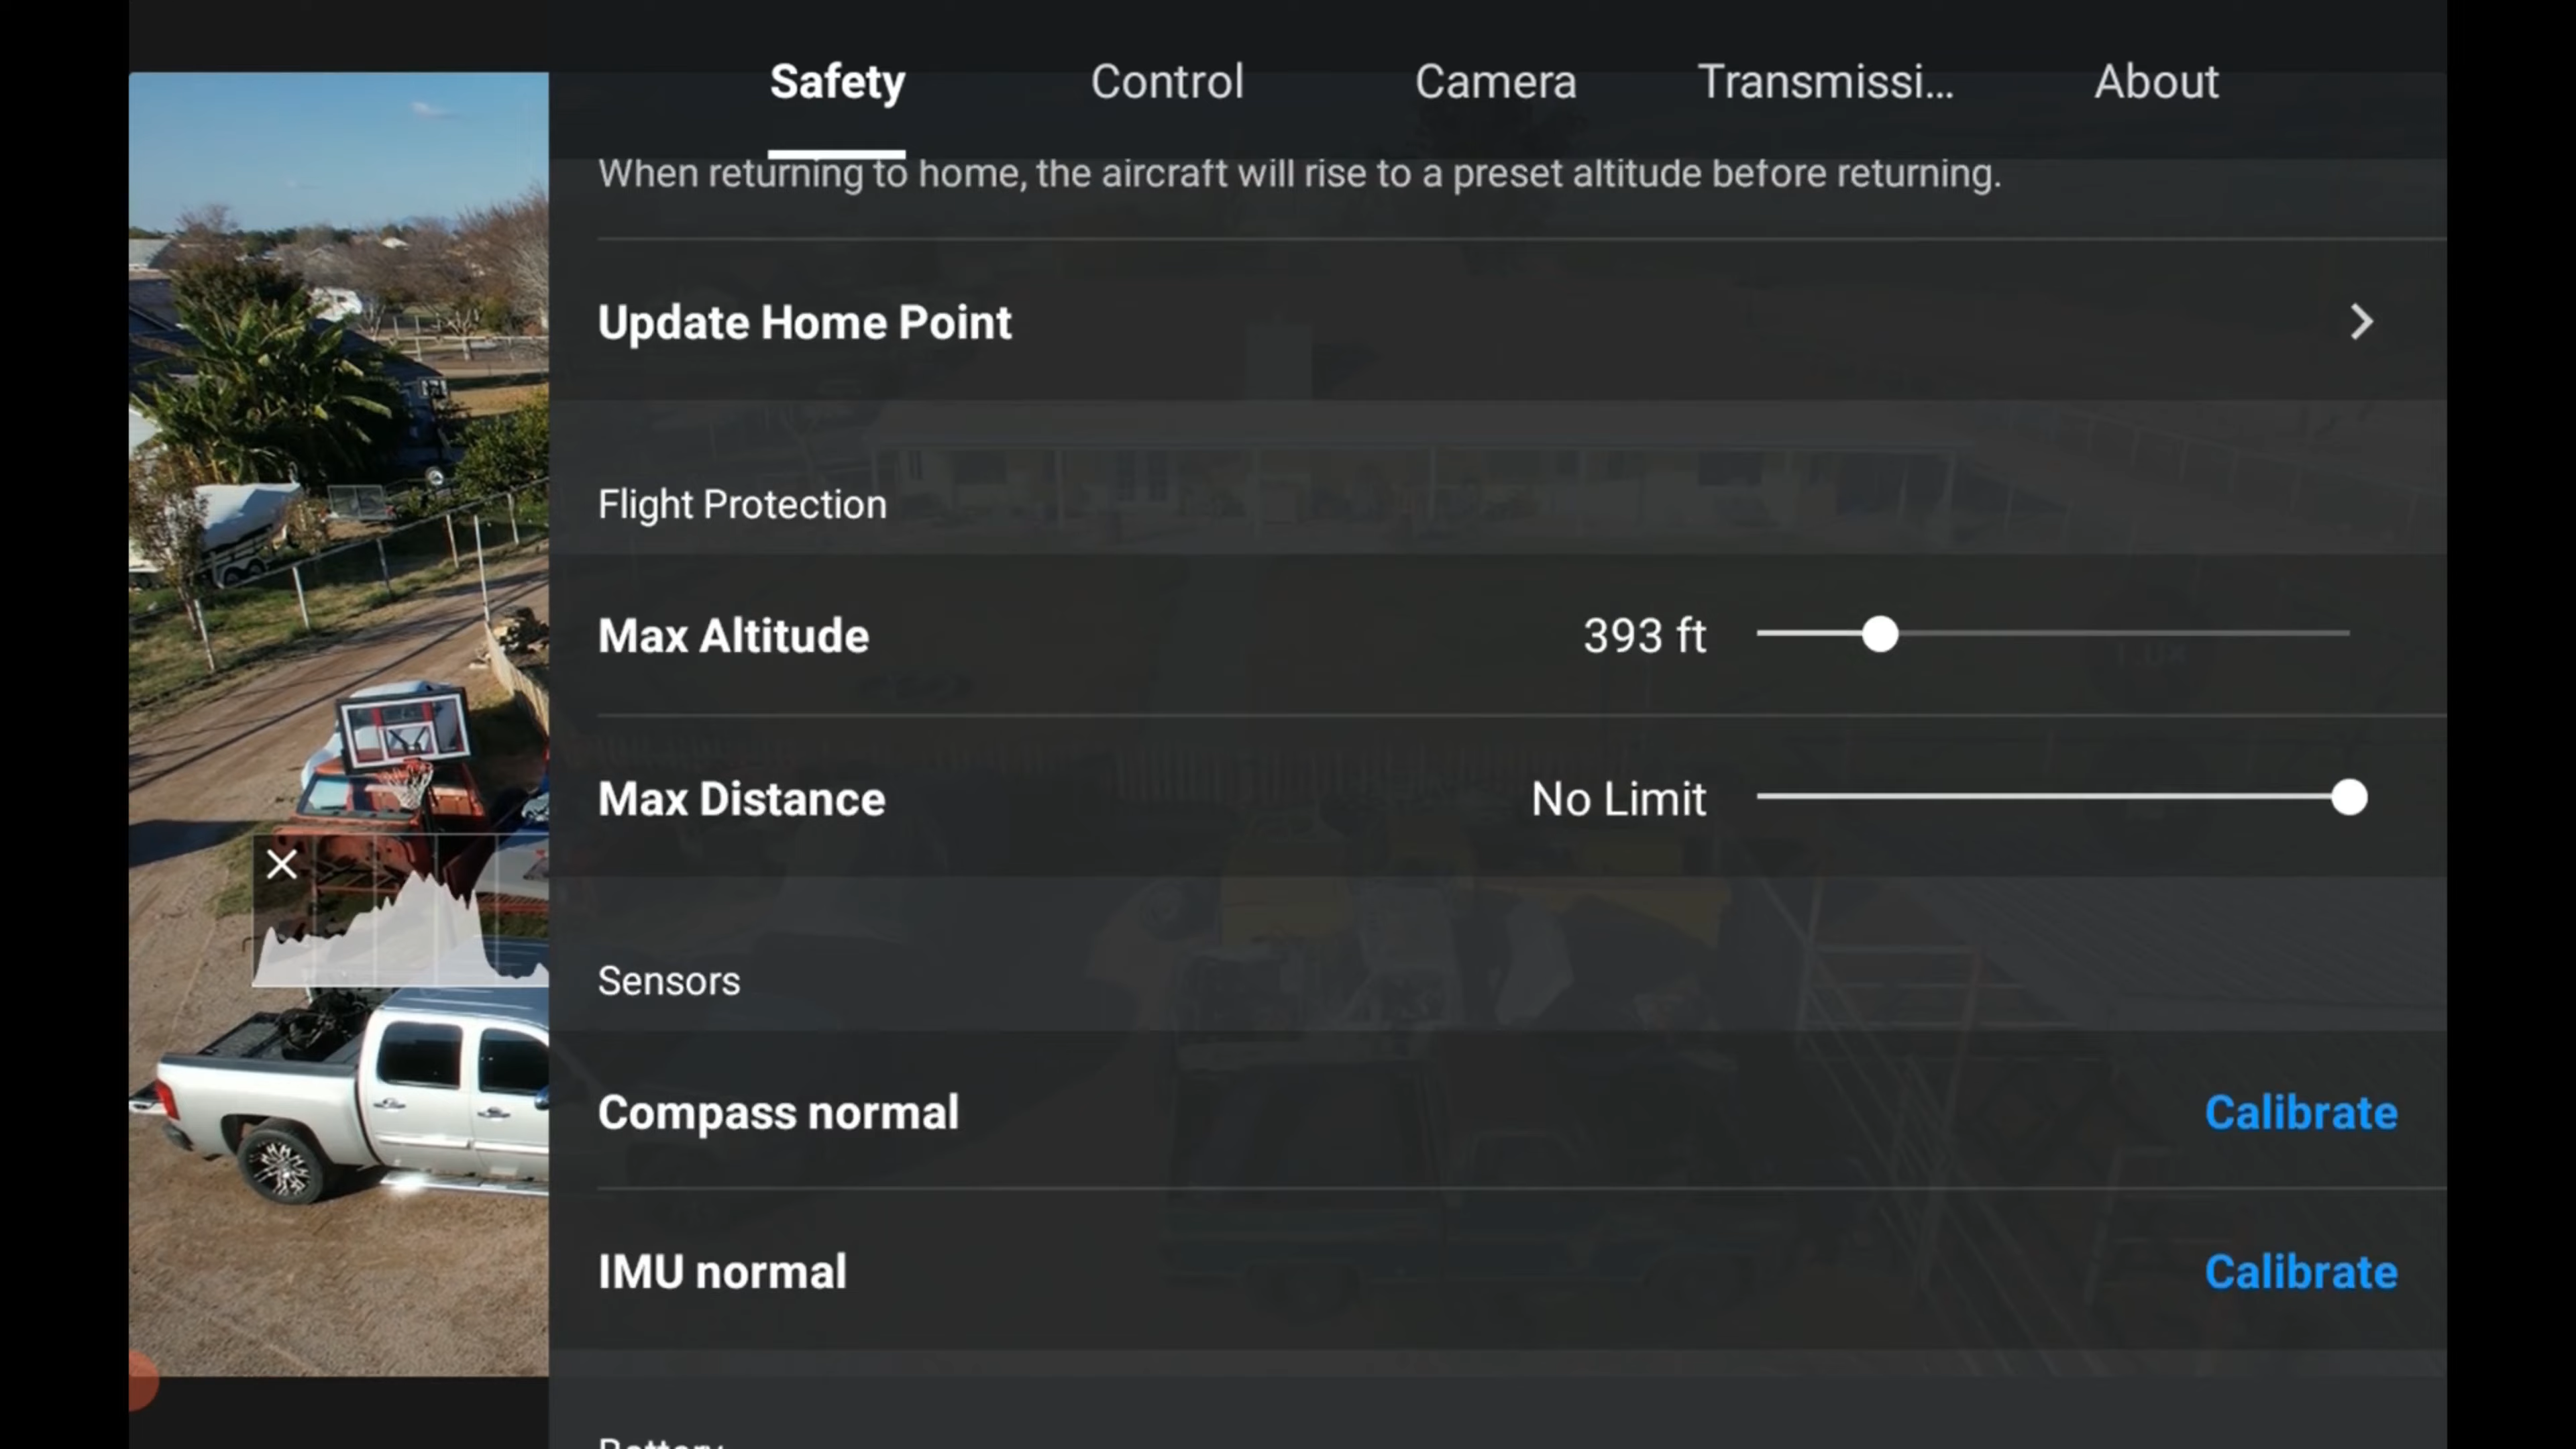 Safety Control Camera Transmissi... About
When returning to home, the aircraft will rise to a preset altitude before returning.
Update Home Point
Flight Protection
Max Altitude 393 ft
Max Distance No Limit
Sensors
Compass normal Calibrate
IMU normal Calibrate
Battery